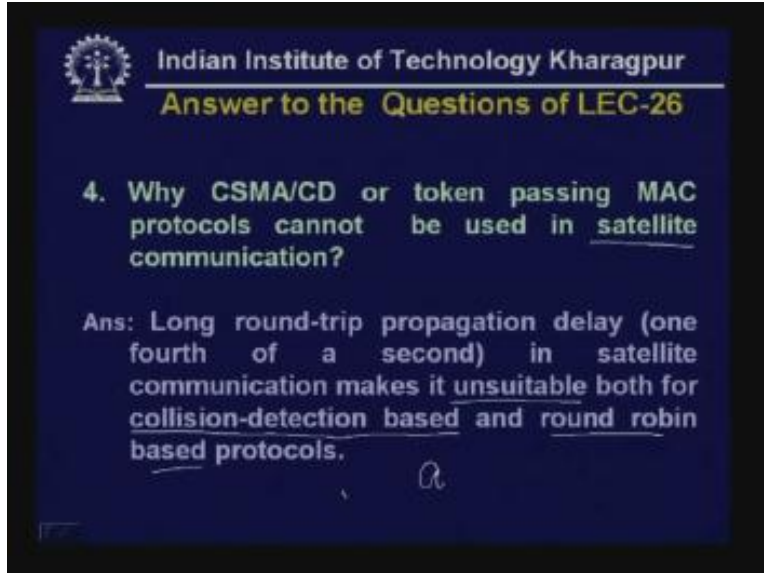 Indian Institute of Technology Kharagpur
Answer to the Questions of LEC-26
4. Why CSMA/CD or token passing MAC
protocols cannot be used in satellite
communication?
Ans: Long round-trip propagation delay (one
fourth of a second) in satellite
communication makes it unsuitable both for
collision-detection based and round robin
based protocols.
a